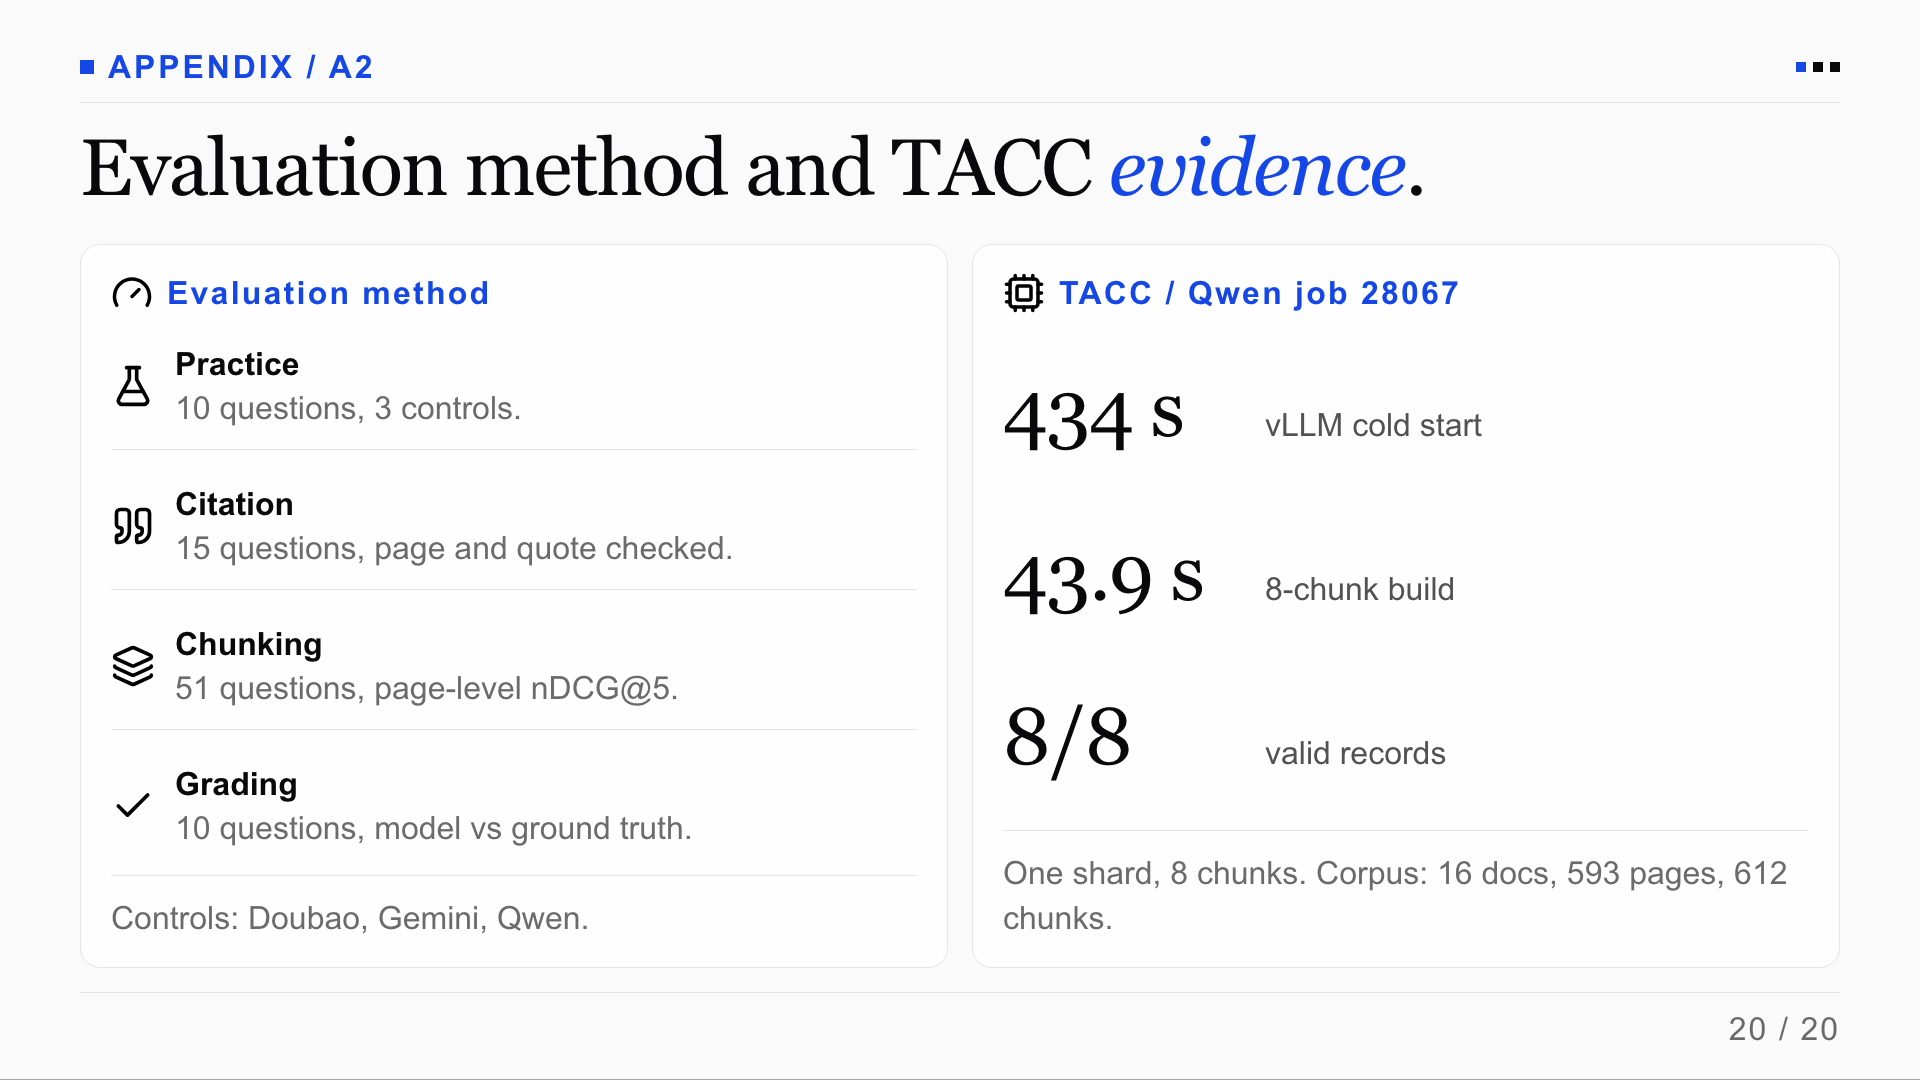 APPENDIX / A2
Evaluation method and TACC evidence.
Evaluation method
Practice
10 questions, 3 controls.
Citation
15 questions, page and quote checked.
Chunking
51 questions, page-level nDCG@5.
Grading
10 questions, model vs ground truth.
Controls: Doubao, Gemini, Qwen.
TACC / Qwen job 28067
434 s vLLM cold start
43.9 s 8-chunk build
8/8 valid records
One shard, 8 chunks. Corpus: 16 docs, 593 pages, 612
chunks.
20 / 20